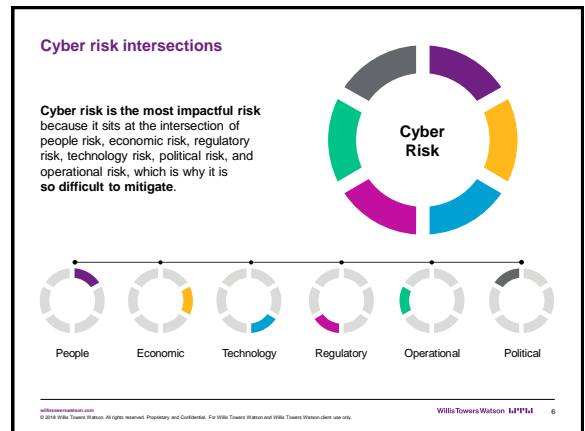 Cyber risk intersections
Cyber risk is the most impactful risk
because it sits at the intersection of
people risk, economic risk, regulatory
risk, technology risk, political risk, and
operational risk, which is why it is
so difficult to mitigate.
Cyber
Risk
People
Economic
Technology
Regulatory
Operational
Political
willistowerswatson.com
© 2018 Willis Towers Watson. All rights reserved. Proprietary and Confidential. For Willis Towers Watson and Willis Towers Watson client use only.
Willis Towers Watson
6